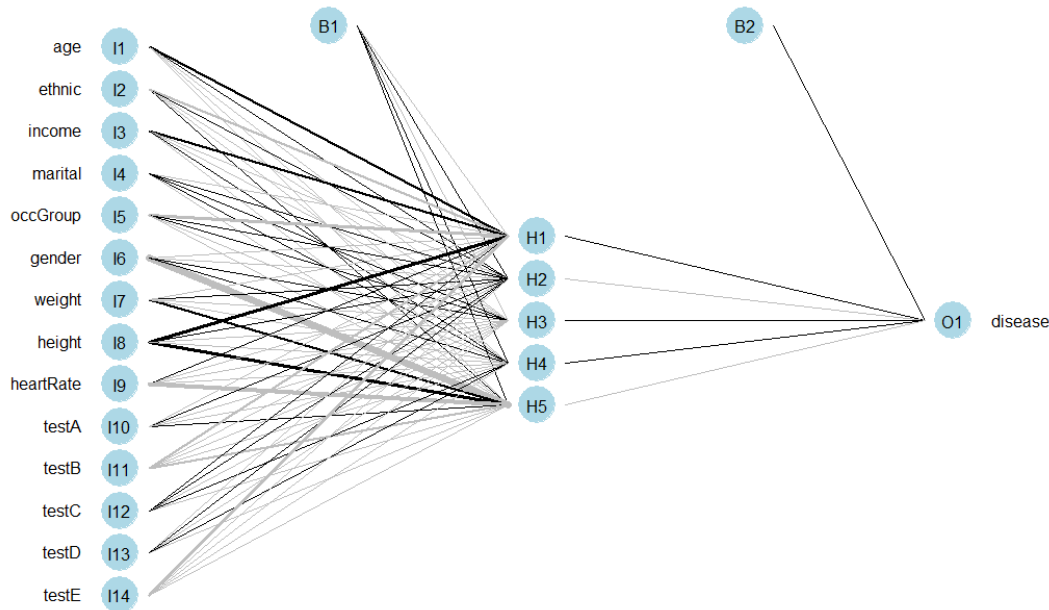 B1
B2
age I1
ethnic I2
income I3
marital I4
occGroup I5
gender I6
weight I7
height I8
heartRate I9
testA I10
testB I11
testC I12
testD I13
testE I14
H1
H2
H3
H4
H5
O1 disease